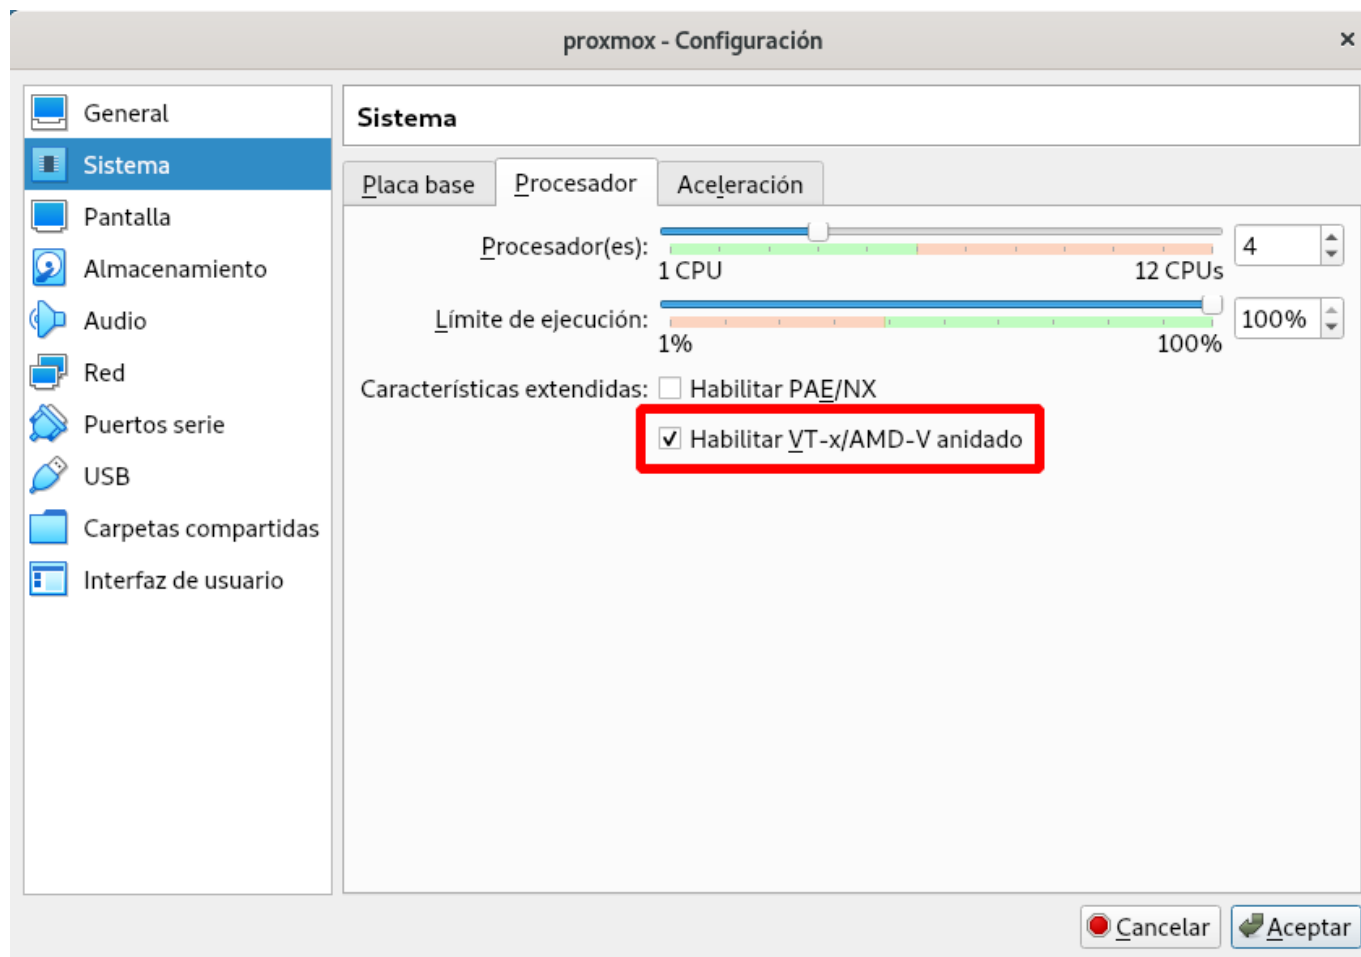 proxmox - Configuración
General
Sistema
Pantalla
Almacenamiento
Audio
Red
Puertos serie
USB
Carpetas compartidas
Interfaz de usuario
Sistema
Placa base Procesador Aceleración
Procesador(es): 4
1 CPU 12 CPUs
Límite de ejecución: 100%
1% 100%
Características extendidas: Habilitar PAE/NX
Habilitar VT-x/AMD-V anidado
Cancelar Aceptar